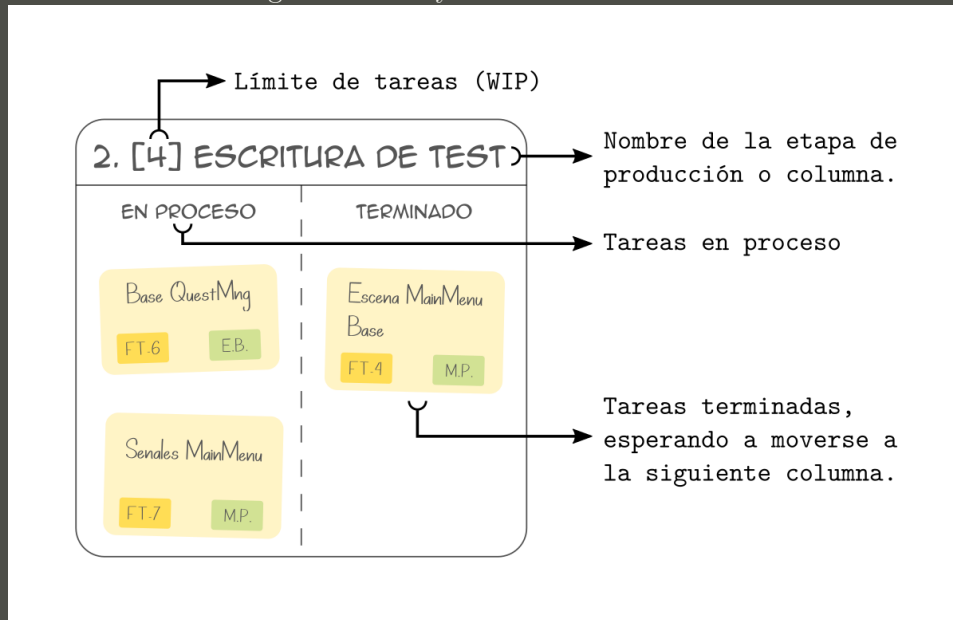 Límite de tareas (WIP)
2. [4] ESCRITURA DE TEST
Nombre de la etapa de
producción o columna.
EN PROCESO
TERMINADO
Tareas en proceso
Base QuestMng
FT.6
E.B.
Escena MainMenu
Base
FT.4
M.P.
Senales MainMenu
FT.7
M.P.
Tareas terminadas,
esperando a moverse a
la siguiente columna.